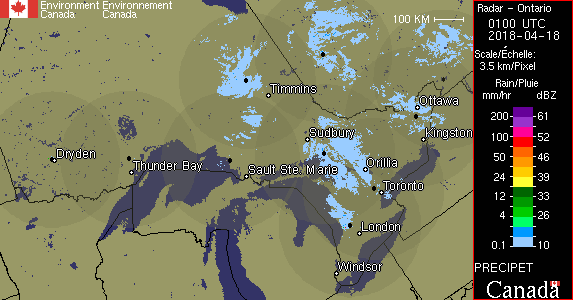 Environment Environnement
Canada Canada
100 KM
Timmins
Ottawa
Sudbury
Kingston
Dryden
Thunder Bay
Sault Ste. Marie
Orillia
Toronto
London
Windsor
Radar - Ontario
0100 UTC
2018-04-18
Scale/Échelle:
3.5 km/Pixel
Rain/Pluie
mm/hr dBZ
200 61
100 52
50 46
24 39
12 33
4 26
0.1 10
PRECIPET
Canada